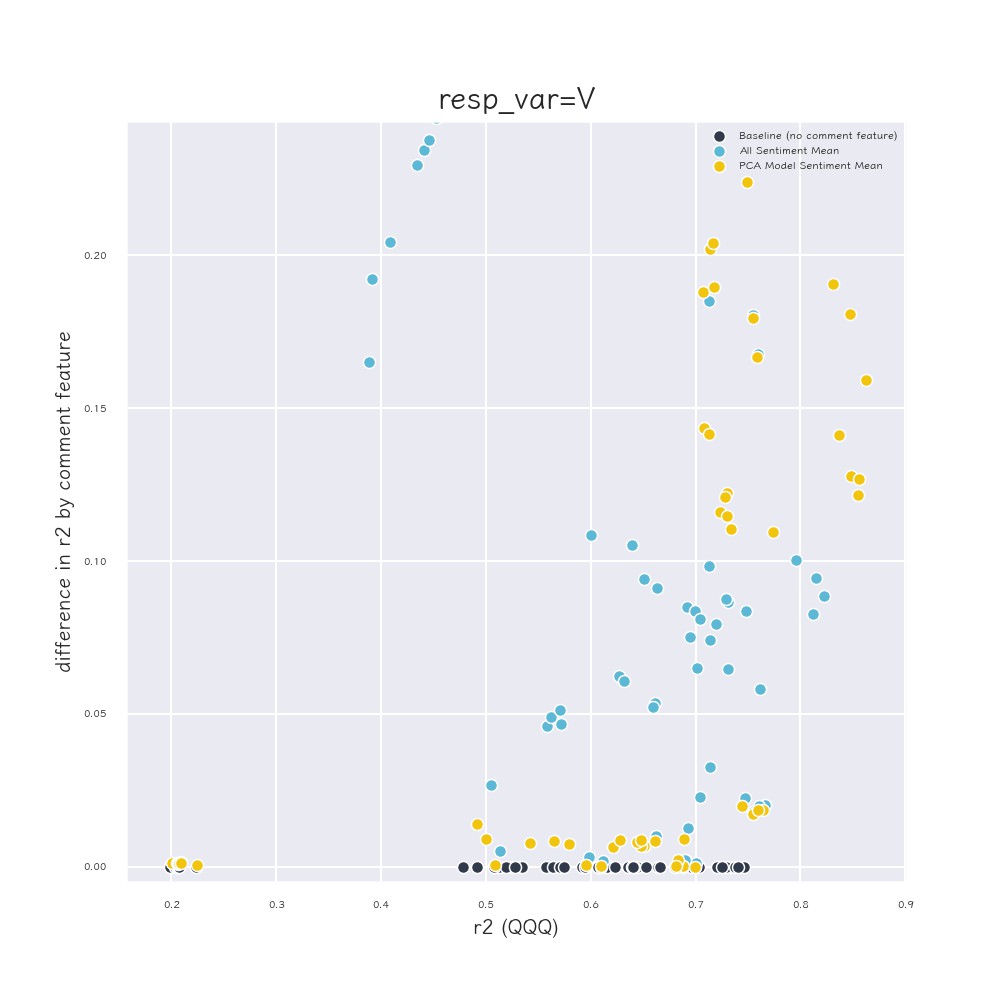 resp_var=V
Baseline (no comment feature)
All Sentiment Mean
PCA Model Sentiment Mean
difference in r2 by comment feature
0.20
0.15
0.10
0.05
0.00
0.2 0.3 0.4 0.5 0.6 0.7 0.8 0.9
r2 (QQQ)